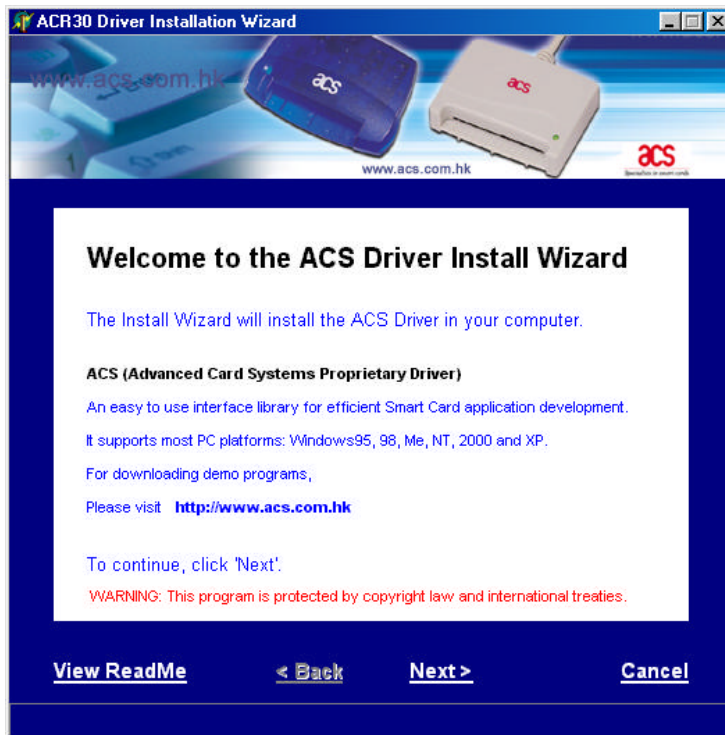 ACR30 Driver Installation Wizard
www.acs.com.hk
acs
acs
www.acs.com.hk
acs
Welcome to the ACS Driver Install Wizard
The Install Wizard will install the ACS Driver in your computer.
ACS (Advanced Card Systems Proprietary Driver)
An easy to use interface library for efficient Smart Card application development.
It supports most PC platforms: Windows95, 98, Me, NT, 2000 and XP.
For downloading demo programs,
Please visit http://www.acs.com.hk
To continue, click 'Next'.
WARNING: This program is protected by copyright law and international treaties.
View ReadMe < Back Next > Cancel